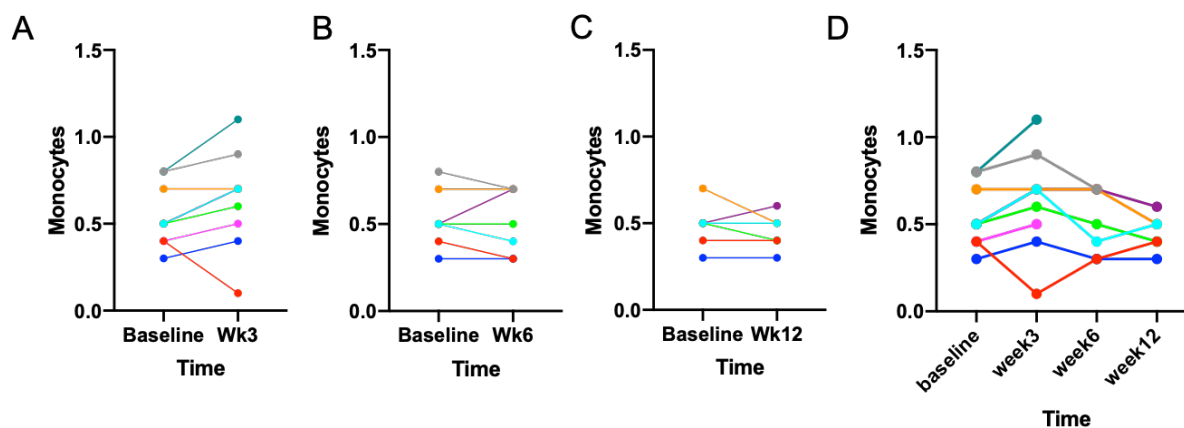 A
1.5
1.0
0.5
0.0
Monocytes
Baseline Wk3
Time
B
1.5
1.0
0.5
0.0
Monocytes
Baseline Wk6
Time
C
1.5
1.0
0.5
0.0
Monocytes
Baseline Wk12
Time
D
1.5
1.0
0.5
0.0
Monocytes
baseline
week3
week6
week12
Time